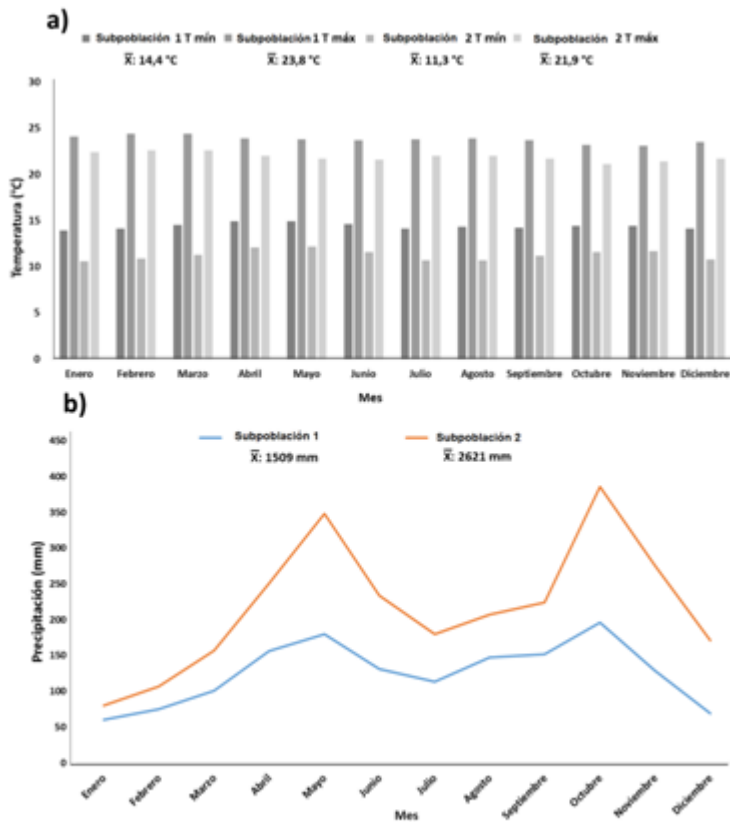 a)
Subpoblación 1 T mín Subpoblación 1 T máx Subpoblación 2 T mín Subpoblación 2 T máx
X̅: 14,4 °C X̅: 23,8 °C X̅: 11,3 °C X̅: 21,9 °C
Temperatura (°C)
30
25
20
15
10
5
0
Enero Febrero Marzo Abril Mayo Junio Julio Agosto Septiembre Octubre Noviembre Diciembre
Mes
b)
Subpoblación 1 Subpoblación 2
X̅: 1509 mm X̅: 2621 mm
Precipitación (mm)
450
400
350
300
250
200
150
100
50
0
Enero Febrero Marzo Abril Mayo Junio Julio Agosto Septiembre Octubre Noviembre Diciembre
Mes